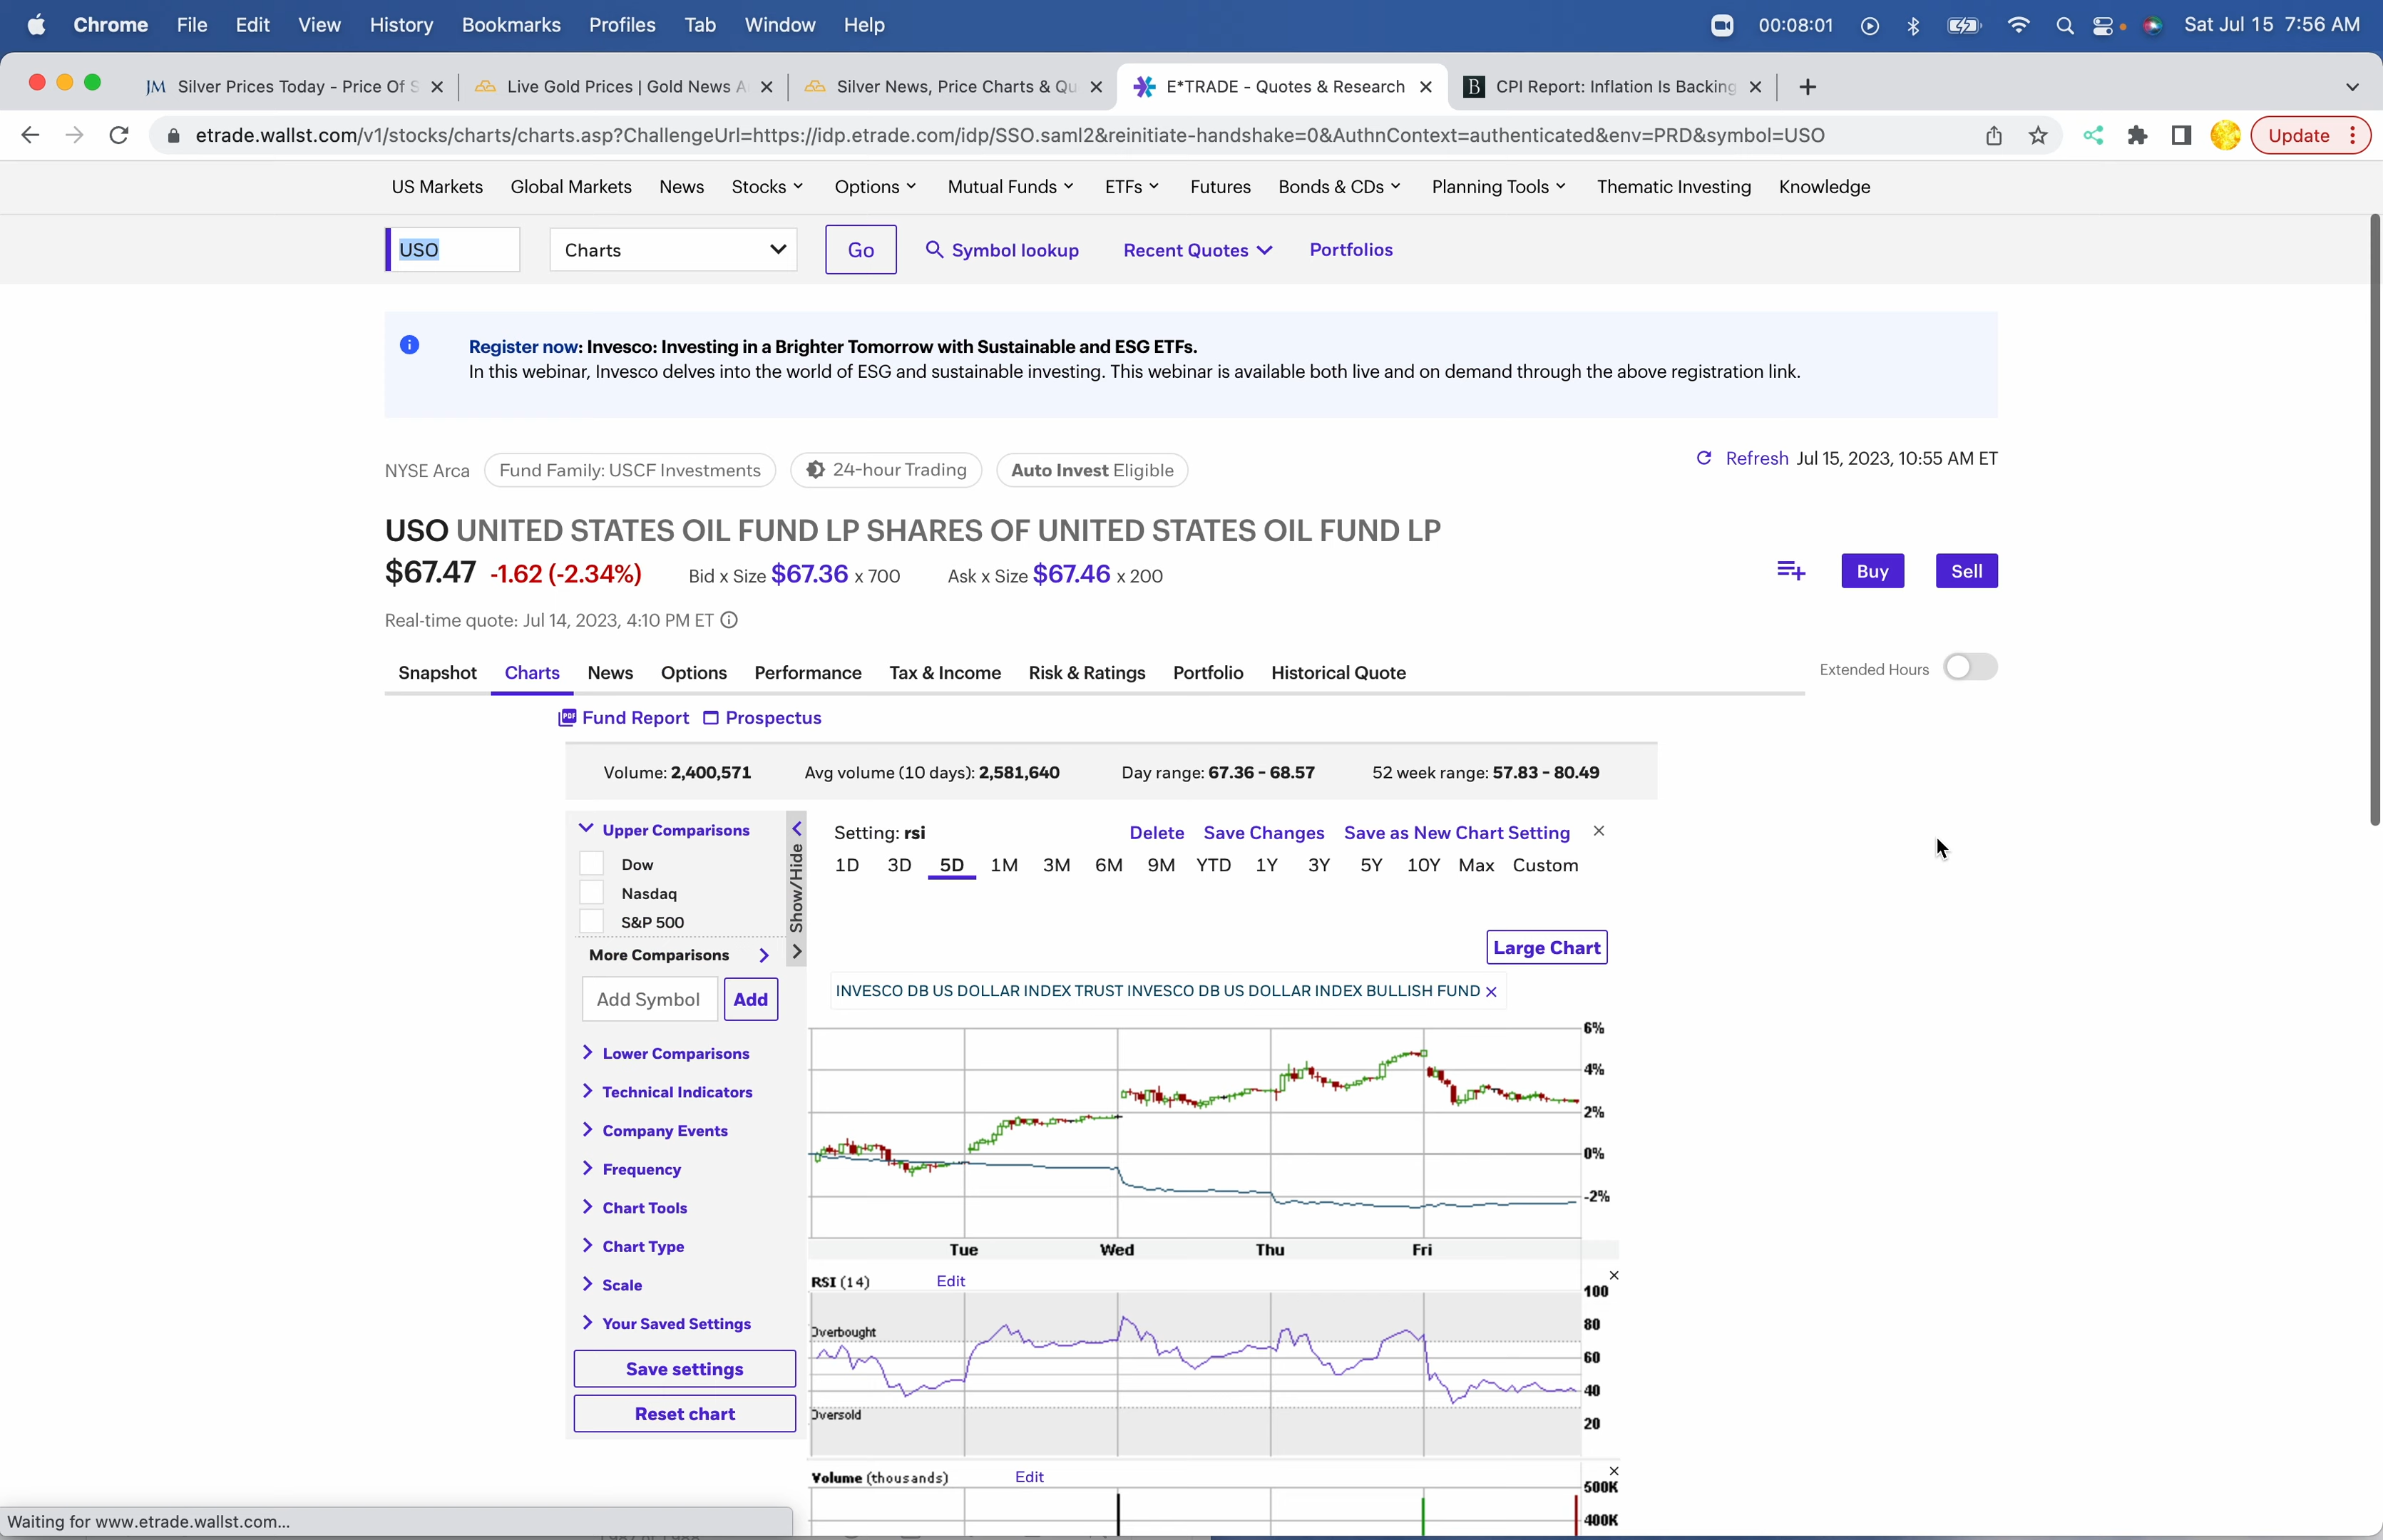 Chrome File Edit View History Bookmarks Profiles Tab Window Help 00:08:01 Sat Jul 15 7:56 AM
JM Silver Prices Today - Price Of S Live Gold Prices | Gold News A Silver News, Price Charts & Qu E*TRADE - Quotes & Research B CPI Report: Inflation Is Backing
etrade.wallst.com/v1/stocks/charts/charts.asp?ChallengeUrl=https://idp.etrade.com/idp/SSO.saml2&reinitiate-handshake=0&AuthnContext=authenticated&env=PRD&symbol=USO Update
US Markets Global Markets News Stocks Options Mutual Funds ETFs Futures Bonds & CDs Planning Tools Thematic Investing Knowledge
USO Charts Go Symbol lookup Recent Quotes Portfolios
Register now: Invesco: Investing in a Brighter Tomorrow with Sustainable and ESG ETFs.
In this webinar, Invesco delves into the world of ESG and sustainable investing. This webinar is available both live and on demand through the above registration link.
NYSE Arca Fund Family: USCF Investments 24-hour Trading Auto Invest Eligible Refresh Jul 15, 2023, 10:55 AM ET
USO UNITED STATES OIL FUND LP SHARES OF UNITED STATES OIL FUND LP
$67.47 -1.62 (-2.34%) Bid x Size $67.36 x 700 Ask x Size $67.46 x 200 Buy Sell
Real-time quote: Jul 14, 2023, 4:10 PM ET
Snapshot Charts News Options Performance Tax & Income Risk & Ratings Portfolio Historical Quote Extended Hours
PDF Fund Report Prospectus
Volume: 2,400,571 Avg volume (10 days): 2,581,640 Day range: 67.36 - 68.57 52 week range: 57.83 - 80.49
Upper Comparisons
Dow
Nasdaq
S&P 500
More Comparisons
Add Symbol Add
Lower Comparisons
Technical Indicators
Company Events
Frequency
Chart Tools
Chart Type
Scale
Your Saved Settings
Save settings
Reset chart
Show/Hide
Setting: rsi Delete Save Changes Save as New Chart Setting
1D 3D 5D 1M 3M 6M 9M YTD 1Y 3Y 5Y 10Y Max Custom
Large Chart
INVESCO DB US DOLLAR INDEX TRUST INVESCO DB US DOLLAR INDEX BULLISH FUND
6%
4%
2%
0%
-2%
Tue Wed Thu Fri
RSI (14) Edit
100
Overbought 80
60
40
Oversold 20
Volume (thousands) Edit
500K
400K
Waiting for www.etrade.wallst.com...